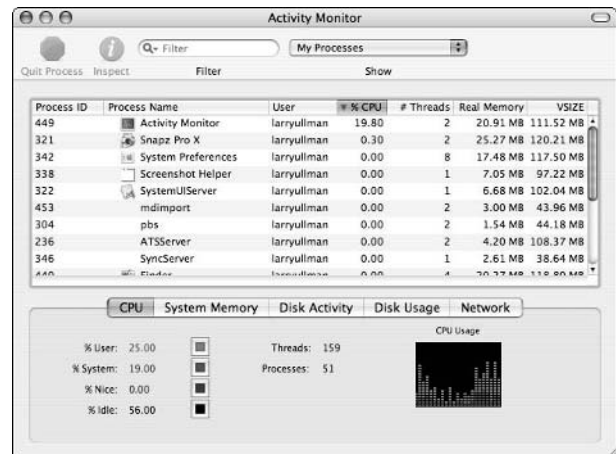 Activity Monitor
Filter
My Processes
Quit Process Inspect Filter Show
Process ID Process Name User % CPU # Threads Real Memory VSIZE
449 Activity Monitor larryullman 19.80 2 20.91 MB 111.52 MB
321 Snapz Pro X larryullman 0.30 2 25.27 MB 120.21 MB
342 System Preferences larryullman 0.00 8 17.48 MB 117.50 MB
338 Screenshot Helper larryullman 0.00 1 7.05 MB 97.22 MB
322 SystemUIServer larryullman 0.00 1 6.68 MB 102.04 MB
453 mdimport larryullman 0.00 2 3.00 MB 43.96 MB
304 pbs larryullman 0.00 2 1.54 MB 44.18 MB
236 ATSServer larryullman 0.00 2 4.20 MB 108.37 MB
346 SyncServer larryullman 0.00 1 2.61 MB 38.64 MB
Finder larryullman 0.00 4
CPU System Memory Disk Activity Disk Usage Network
CPU Usage
% User: 25.00 Threads: 159
% System: 19.00 Processes: 51
% Nice: 0.00
% Idle: 56.00